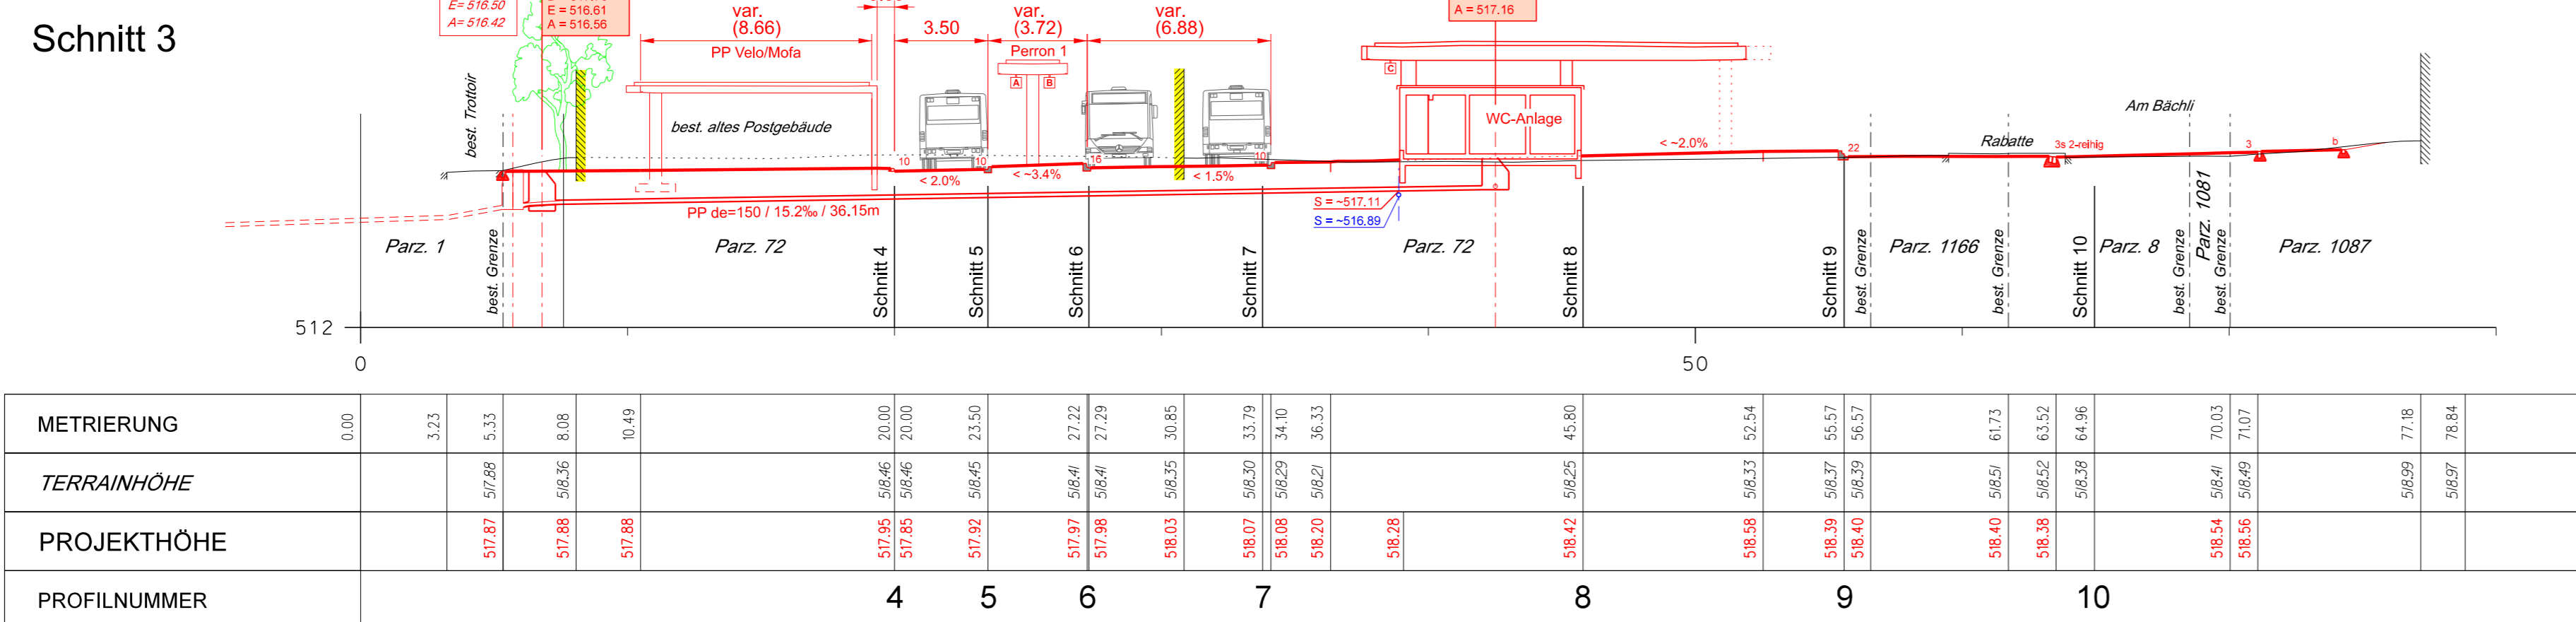 Schnitt 3
E= 516.50
A= 516.42
E = 516.61
A = 516.56
var.
(8.66)
PP Velo/Mofa
3.50
var.
(3.72)
Perron 1
A
B
var.
(6.88)
A = 517.16
C
WC-Anlage
best. Trottoir
best. altes Postgebäude
10
10
16
10
< 2.0%
< ~3.4%
< 1.5%
< ~2.0%
22
Rabatte
3s 2-reihig
Am Bächli
3
b
PP de=150 / 15.2‰ / 36.15m
S = ~517.11
S = ~516.89
Parz. 1
best. Grenze
Parz. 72
Schnitt 4
Schnitt 5
Schnitt 6
Schnitt 7
Parz. 72
Schnitt 8
Schnitt 9
best. Grenze
Parz. 1166
best. Grenze
Schnitt 10
Parz. 8
best. Grenze
Parz. 1081
best. Grenze
Parz. 1087
512
0
50
METRIERUNG 0.00 3.23 5.33 8.08 10.49 20.00 20.00 23.50 27.22 27.29 30.85 33.79 34.10 36.33 45.80 52.54 55.57 56.57 61.73 63.52 64.96 70.03 71.07 77.18 78.84
TERRAINHÖHE 517.88 518.36 518.46 518.46 518.45 518.41 518.41 518.35 518.30 518.29 518.21 518.25 518.33 518.37 518.39 518.51 518.52 518.38 518.41 518.49 518.99 518.97
PROJEKTHÖHE 517.87 517.88 517.88 517.95 517.85 517.92 517.97 517.98 518.03 518.07 518.08 518.20 518.28 518.42 518.58 518.39 518.40 518.40 518.38 518.54 518.56
PROFILNUMMER 4 5 6 7 8 9 10